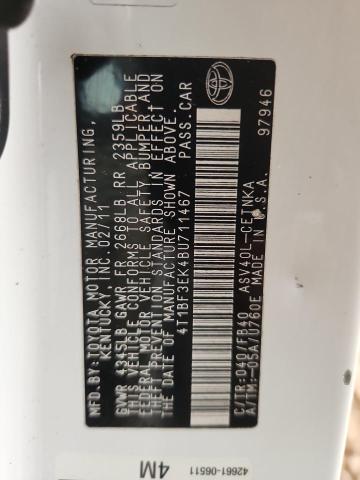 MFD.BY: TOYOTA MOTOR MANUFACTURING,
KENTUCKY, INC. 02/11
GVWR 4345LB GAWR FR 2668LB RR 2359LB
THIS VEHICLE CONFORMS TO ALL APPLICABLE
FEDERAL MOTOR VEHICLE SAFETY, BUMPER AND
THEFT PREVENTION STANDARDS IN EFFECT ON
THE DATE OF MANUFACTURE SHOWN ABOVE.
4T1BF3EK4BU711467 PASS.CAR
C/TR: 040/FB40 ASV40L-CETNKA
A/TM: -05A/U760E MADE IN U.S.A.
97946
42661-06511
4M